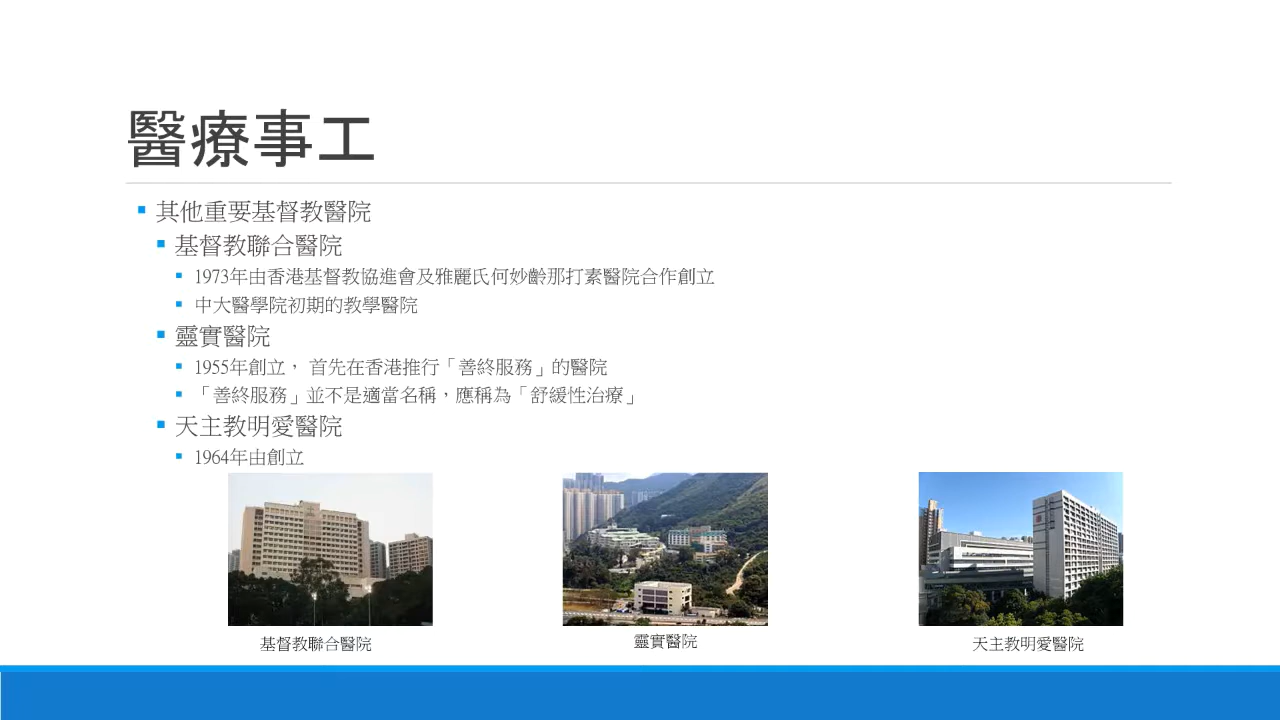 醫療事工
其他重要基督教醫院
基督教聯合醫院
1973年由香港基督教協進會及雅麗氏何妙齡那打素醫院合作創立
中大醫學院初期的教學醫院
靈實醫院
1955年創立， 首先在香港推行「善終服務」的醫院
「善終服務」並不是適當名稱，應稱為「舒緩性治療」
天主教明愛醫院
1964年由創立
基督教聯合醫院
靈實醫院
天主教明愛醫院